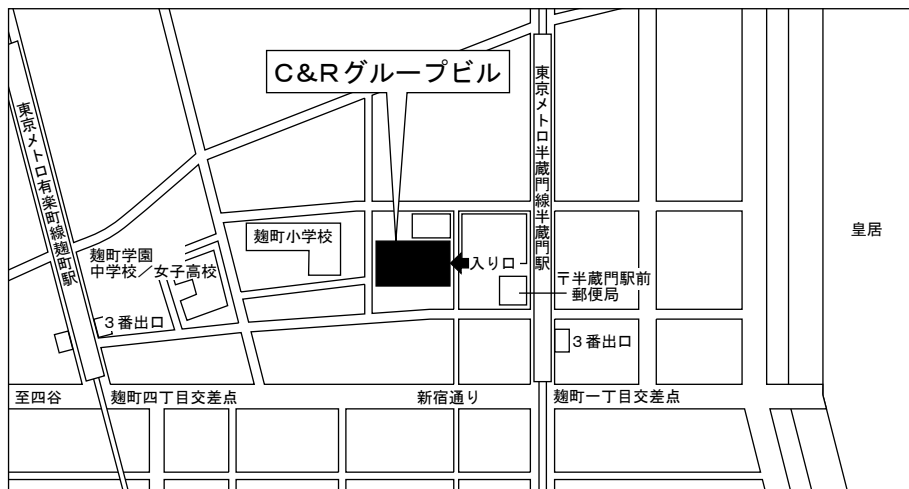 C&Rグループビル
東京メトロ有楽町線麹町駅
東京メトロ半蔵門線半蔵門駅
皇居
麹町小学校
麹町学園
中学校/女子高校
入り口
〒半蔵門駅前
郵便局
3番出口
3番出口
至四谷
麹町四丁目交差点
新宿通り
麹町一丁目交差点